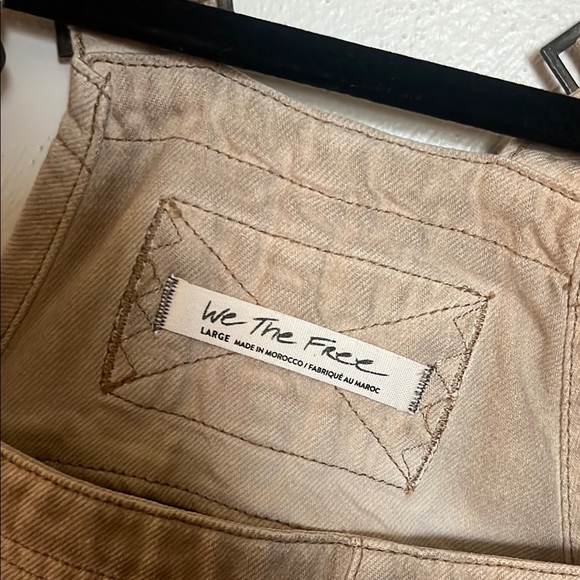 We The Free
LARGE MADE IN MOROCCO / FABRIQUÉ AU MAROC